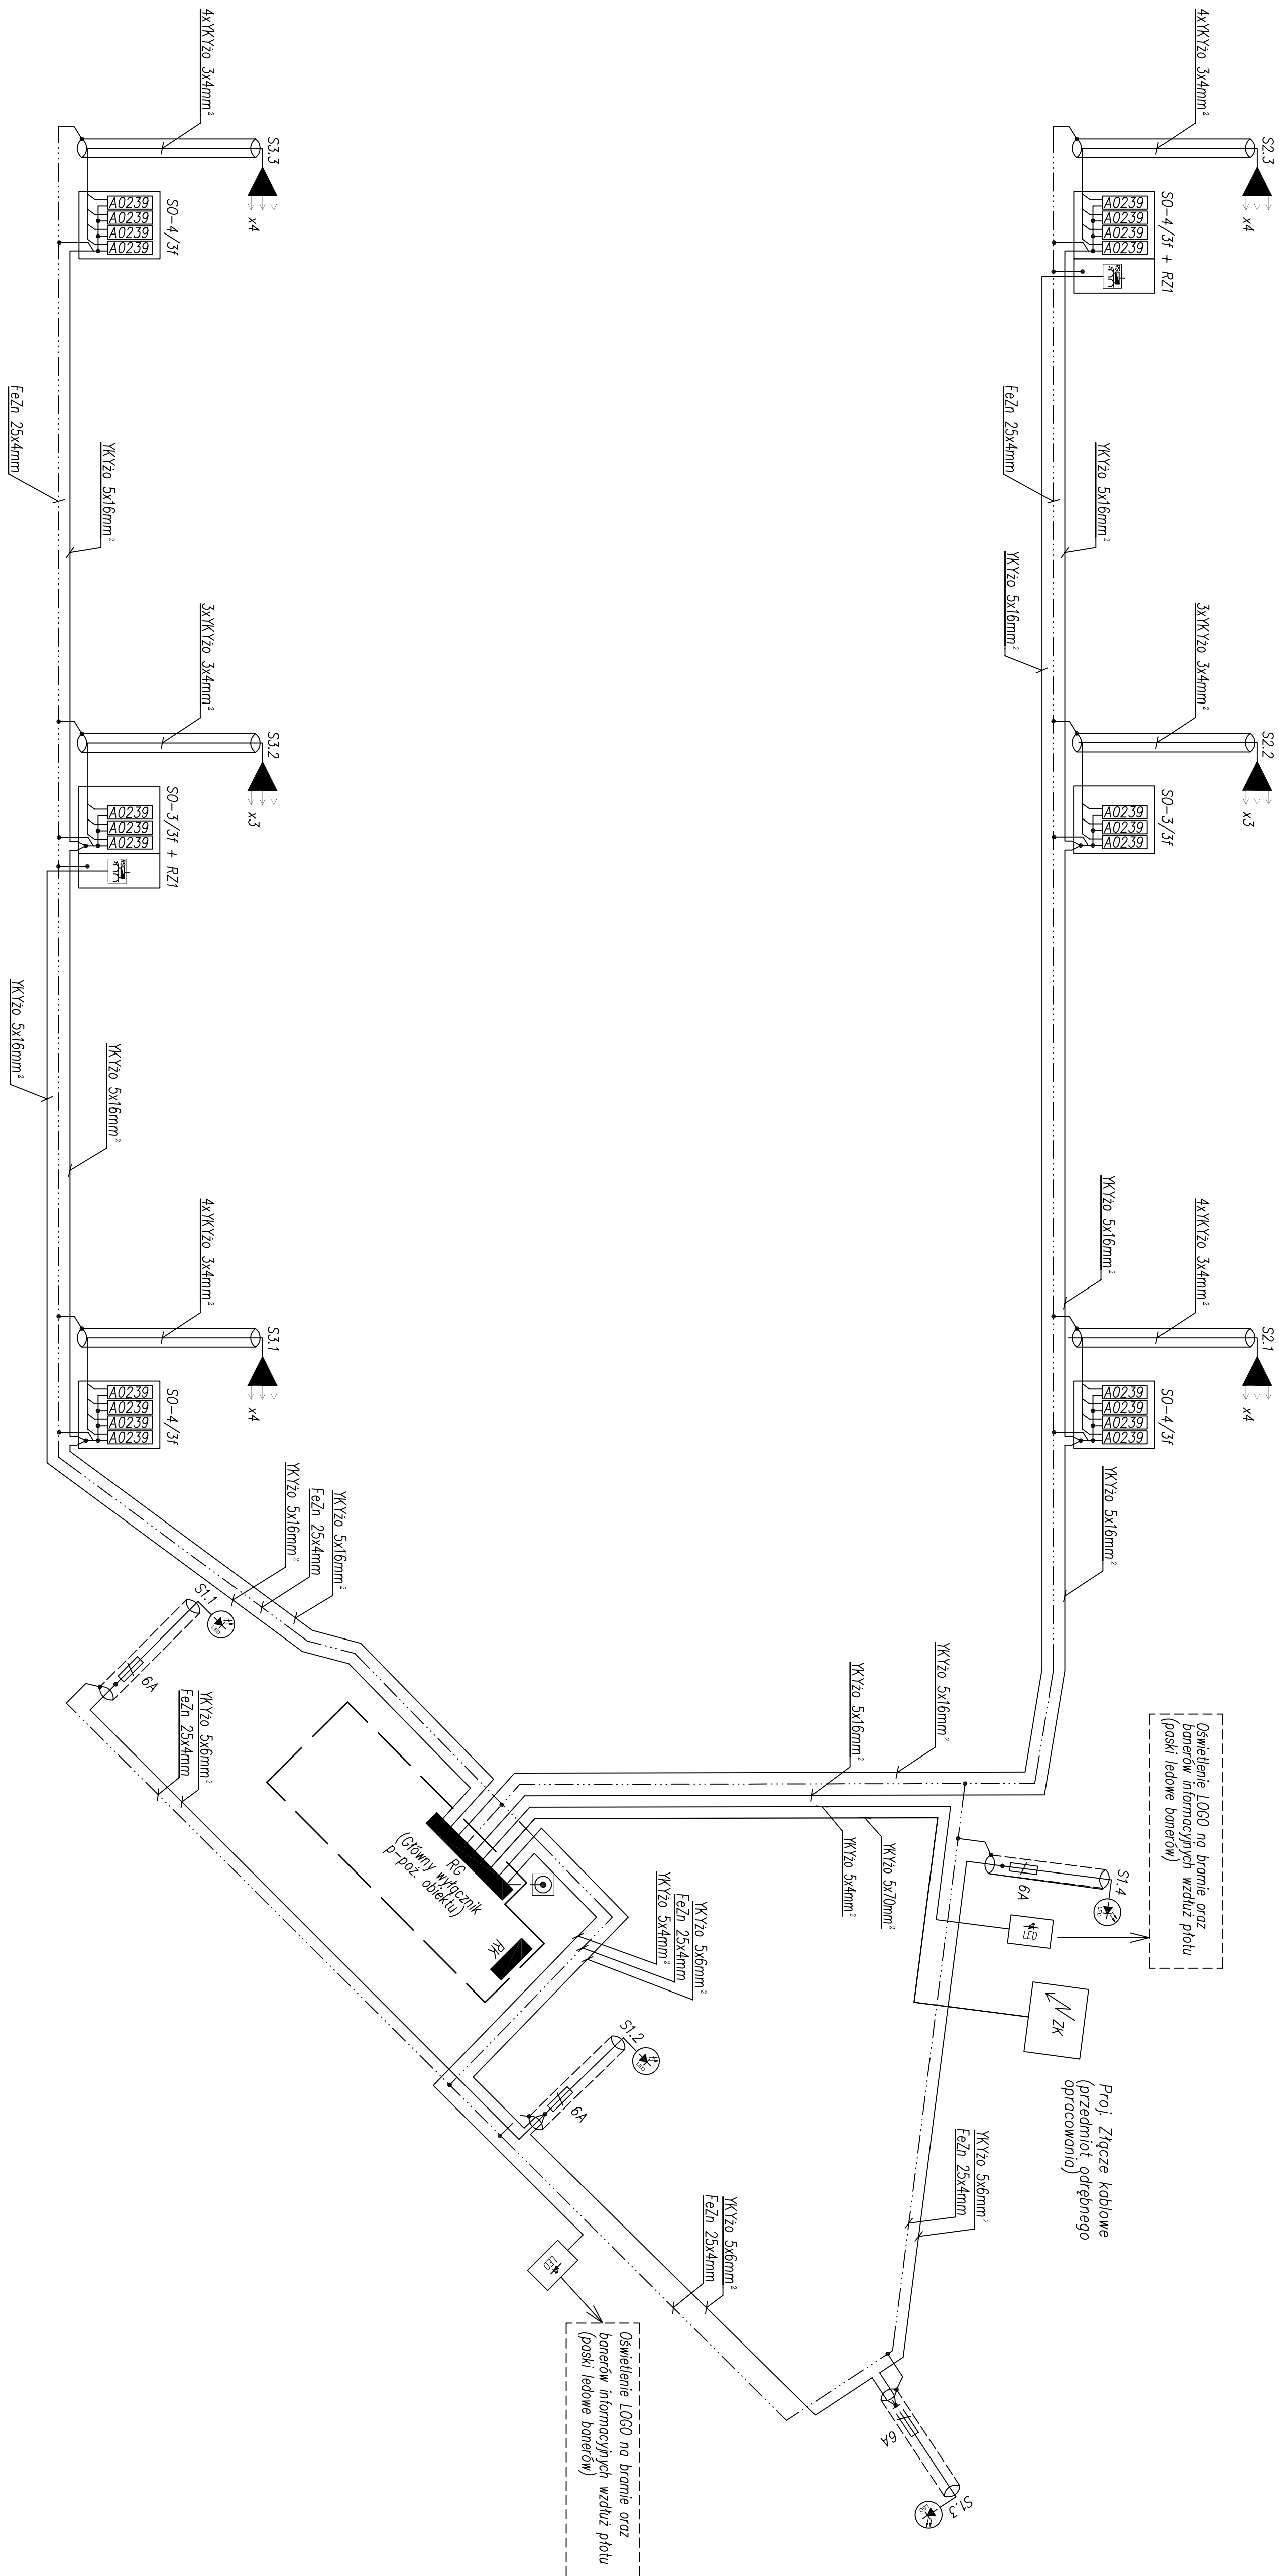 S2.3
4xYKYżo 3x4mm²
x4
SO-4/3f + RZ1
A0239
A0239
A0239
A0239
FeZn 25x4mm
YKYżo 5x16mm²
YKYżo 5x16mm²
S2.2
3xYKYżo 3x4mm²
x3
SO-3/3f
A0239
A0239
A0239
YKYżo 5x16mm²
S2.1
4xYKYżo 3x4mm²
x4
SO-4/3f
A0239
A0239
A0239
A0239
YKYżo 5x16mm²
S3.3
4xYKYżo 3x4mm²
x4
SO-4/3f
A0239
A0239
A0239
A0239
FeZn 25x4mm
YKYżo 5x16mm²
S3.2
3xYKYżo 3x4mm²
x3
SO-3/3f + RZ1
A0239
A0239
A0239
YKYżo 5x16mm²
YKYżo 5x16mm²
S3.1
4xYKYżo 3x4mm²
x4
SO-4/3f
A0239
A0239
A0239
A0239
YKYżo 5x16mm²
FeZn 25x4mm
YKYżo 5x16mm²
S1.1
LED
6A
YKYżo 5x6mm²
FeZn 25x4mm
YKYżo 5x16mm²
YKYżo 5x16mm²
YKYżo 5x70mm²
YKYżo 5x4mm²
RG
(Główny wyłącznik
p-poż. obiektu)
RK
YKYżo 5x6mm²
FeZn 25x4mm
YKYżo 5x4mm²
Oświetlenie LOGO na bramie oraz
banerów informacyjnych wzdłuż płotu
(paski ledowe banerów)
S1.4
LED
6A
LED
ZK
Proj. Złącze kablowe
(przedmiot odrębnego
opracowania)
S1.2
LED
6A
YKYżo 5x6mm²
FeZn 25x4mm
YKYżo 5x6mm²
FeZn 25x4mm
LED
Oświetlenie LOGO na bramie oraz
banerów informacyjnych wzdłuż płotu
(paski ledowe banerów)
S1.3
LED
6A